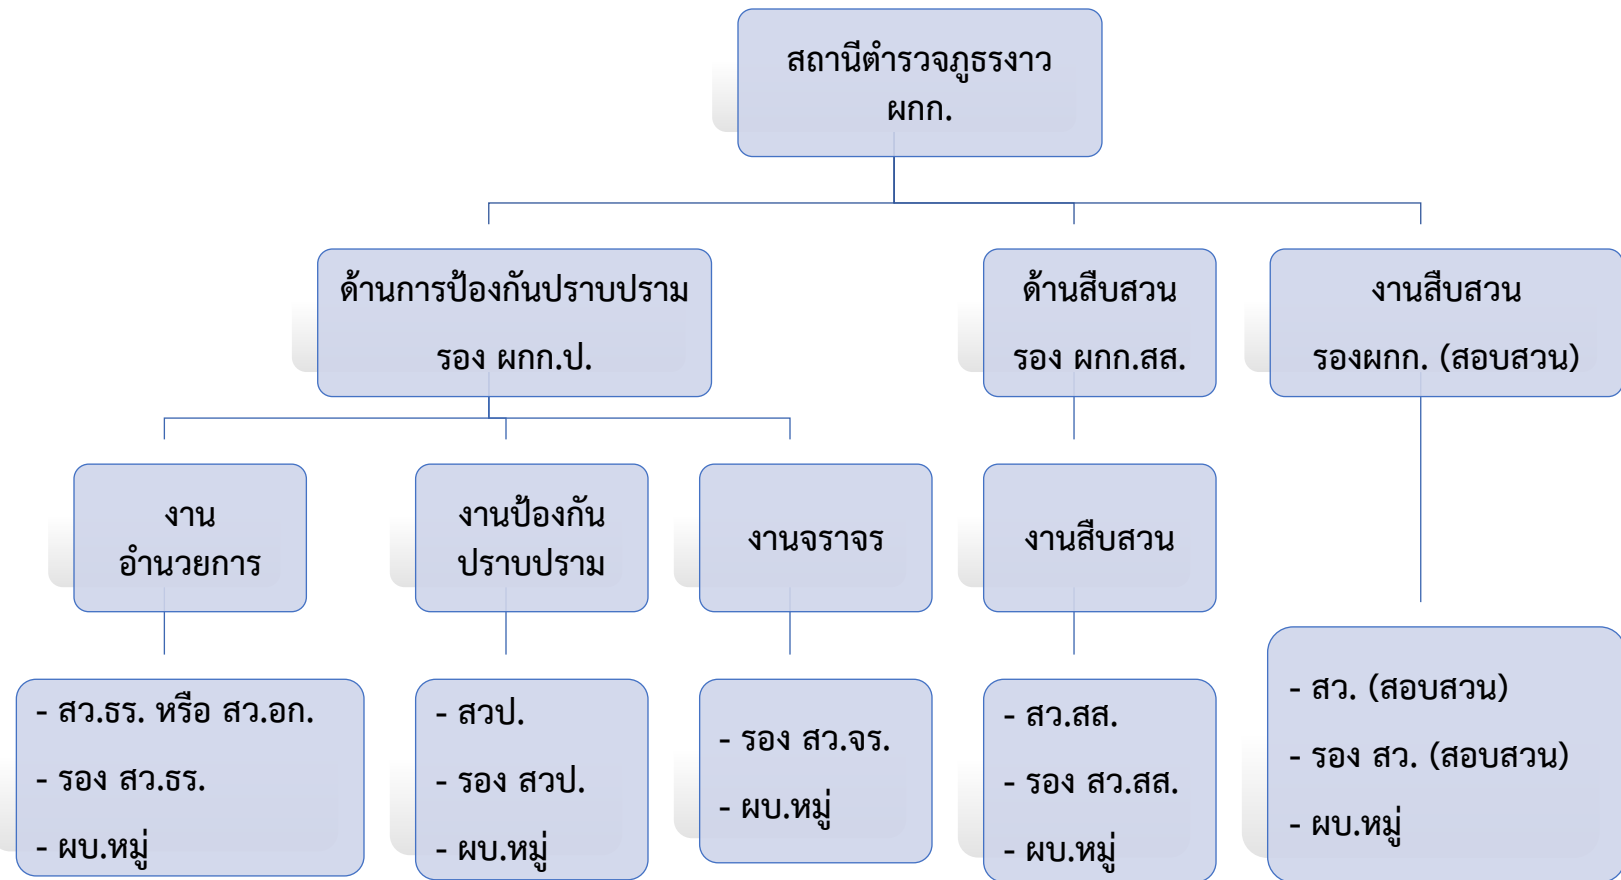 สถานีตำรวจภูธรงาว
ผกก.
ด้านการป้องกันปราบปราม
รอง ผกก.ป.
ด้านสืบสวน
รอง ผกก.สส.
งานสืบสวน
รองผกก. (สอบสวน)
งาน
อำนวยการ
งานป้องกัน
ปราบปราม
งานจราจร
งานสืบสวน
- สว.ธร. หรือ สว.อก.
- รอง สว.ธร.
- ผบ.หมู่
- สวป.
- รอง สวป.
- ผบ.หมู่
- รอง สว.จร.
- ผบ.หมู่
- สว.สส.
- รอง สว.สส.
- ผบ.หมู่
- สว. (สอบสวน)
- รอง สว. (สอบสวน)
- ผบ.หมู่